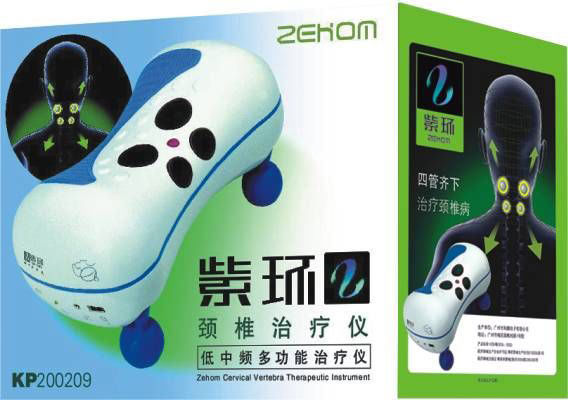 ZEHOM
紫环
颈椎治疗仪
低中频多功能治疗仪
Zehom Cervical Vertebra Therapeutic Instrument
KP200209
紫环
ZEHOM
四管齐下
治疗颈椎病